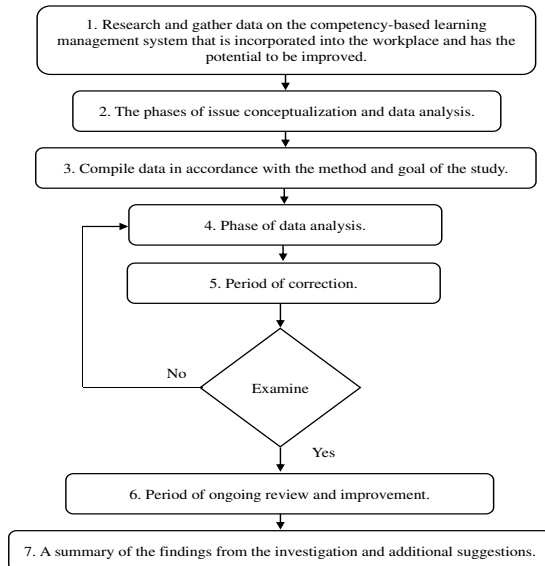 1. Research and gather data on the competency-based learning
management system that is incorporated into the workplace and has the
potential to be improved.
2. The phases of issue conceptualization and data analysis.
3. Compile data in accordance with the method and goal of the study.
4. Phase of data analysis.
5. Period of correction.
No
Examine
Yes
6. Period of ongoing review and improvement.
7. A summary of the findings from the investigation and additional suggestions.